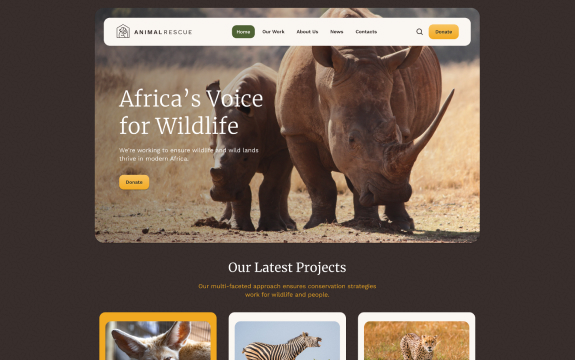 ANIMALRESCUE
Home Our Work About Us News Contacts Donate
Africa's Voice
for Wildlife
We're working to ensure wildlife and wild lands
thrive in modern Africa.
Donate
Our Latest Projects
Our multi-faceted approach ensures conservation strategies
work for wildlife and people.